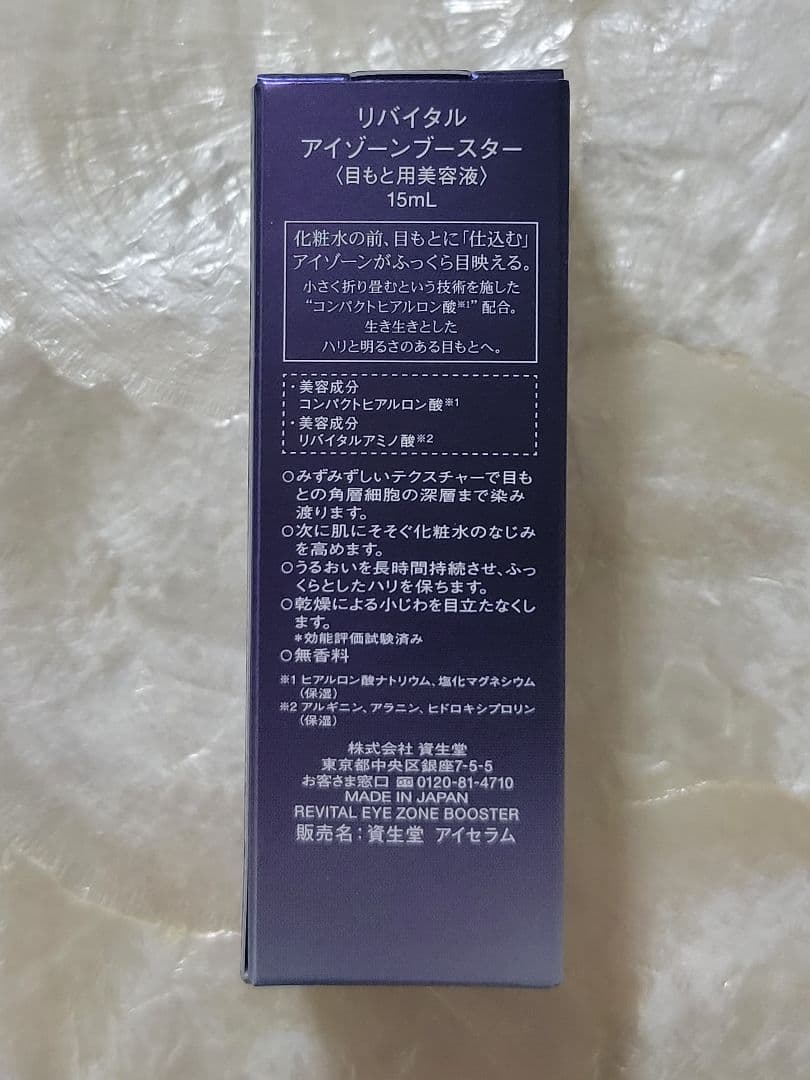 リバイタル
アイゾーンブースター
〈目もと用美容液〉
15mL
化粧水の前、目もとに「仕込む」
アイゾーンがふっくら目映える。
小さく折り畳むという技術を施した
“コンパクトヒアルロン酸※1”配合。
生き生きとした
ハリと明るさのある目もとへ。
・美容成分
コンパクトヒアルロン酸※1
・美容成分
リバイタルアミノ酸※2
○みずみずしいテクスチャーで目も
との角層細胞の深層まで染み
渡ります。
○次に肌にそそぐ化粧水のなじみ
を高めます。
○うるおいを長時間持続させ、ふっ
くらとしたハリを保ちます。
○乾燥による小じわを目立たなくし
ます。
*効能評価試験済み
○無香料
※1 ヒアルロン酸ナトリウム、塩化マグネシウム
(保湿)
※2 アルギニン、アラニン、ヒドロキシプロリン
(保湿)
株式会社 資生堂
東京都中央区銀座7-5-5
お客さま窓口 0120-81-4710
MADE IN JAPAN
REVITAL EYE ZONE BOOSTER
販売名：資生堂 アイセラム